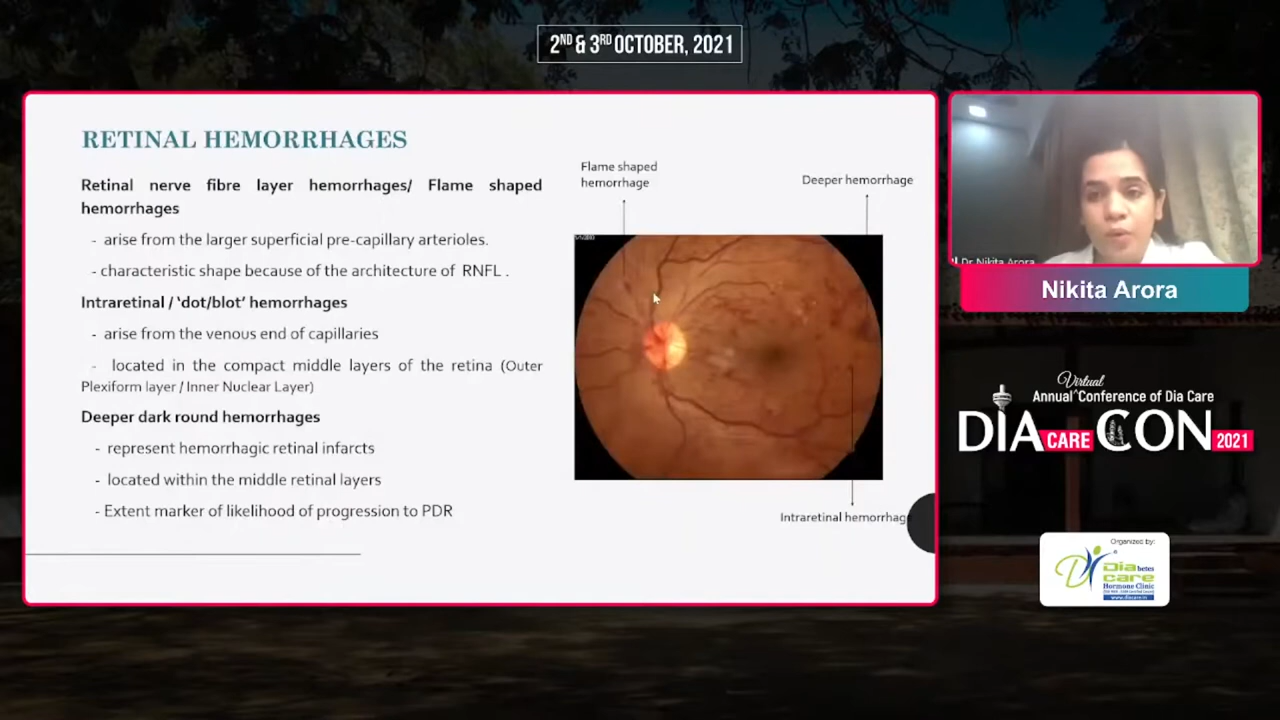 2ND & 3RD OCTOBER, 2021
RETINAL HEMORRHAGES
Retinal nerve fibre layer hemorrhages/ Flame shaped
hemorrhages
- arise from the larger superficial pre-capillary arterioles.
- characteristic shape because of the architecture of RNFL .
Intraretinal / ‘dot/blot’ hemorrhages
- arise from the venous end of capillaries
- located in the compact middle layers of the retina (Outer
Plexiform layer / Inner Nuclear Layer)
Deeper dark round hemorrhages
- represent hemorrhagic retinal infarcts
- located within the middle retinal layers
- Extent marker of likelihood of progression to PDR
Flame shaped
hemorrhage
Deeper hemorrhage
Intraretinal hemorrhage
Dr Nikita Arora
Nikita Arora
Virtual
Annual ^ Conference of Dia Care
DIA CARE CON 2021
Organized by:
Dia betes
care
Hormone Clinic
www.diacare.in